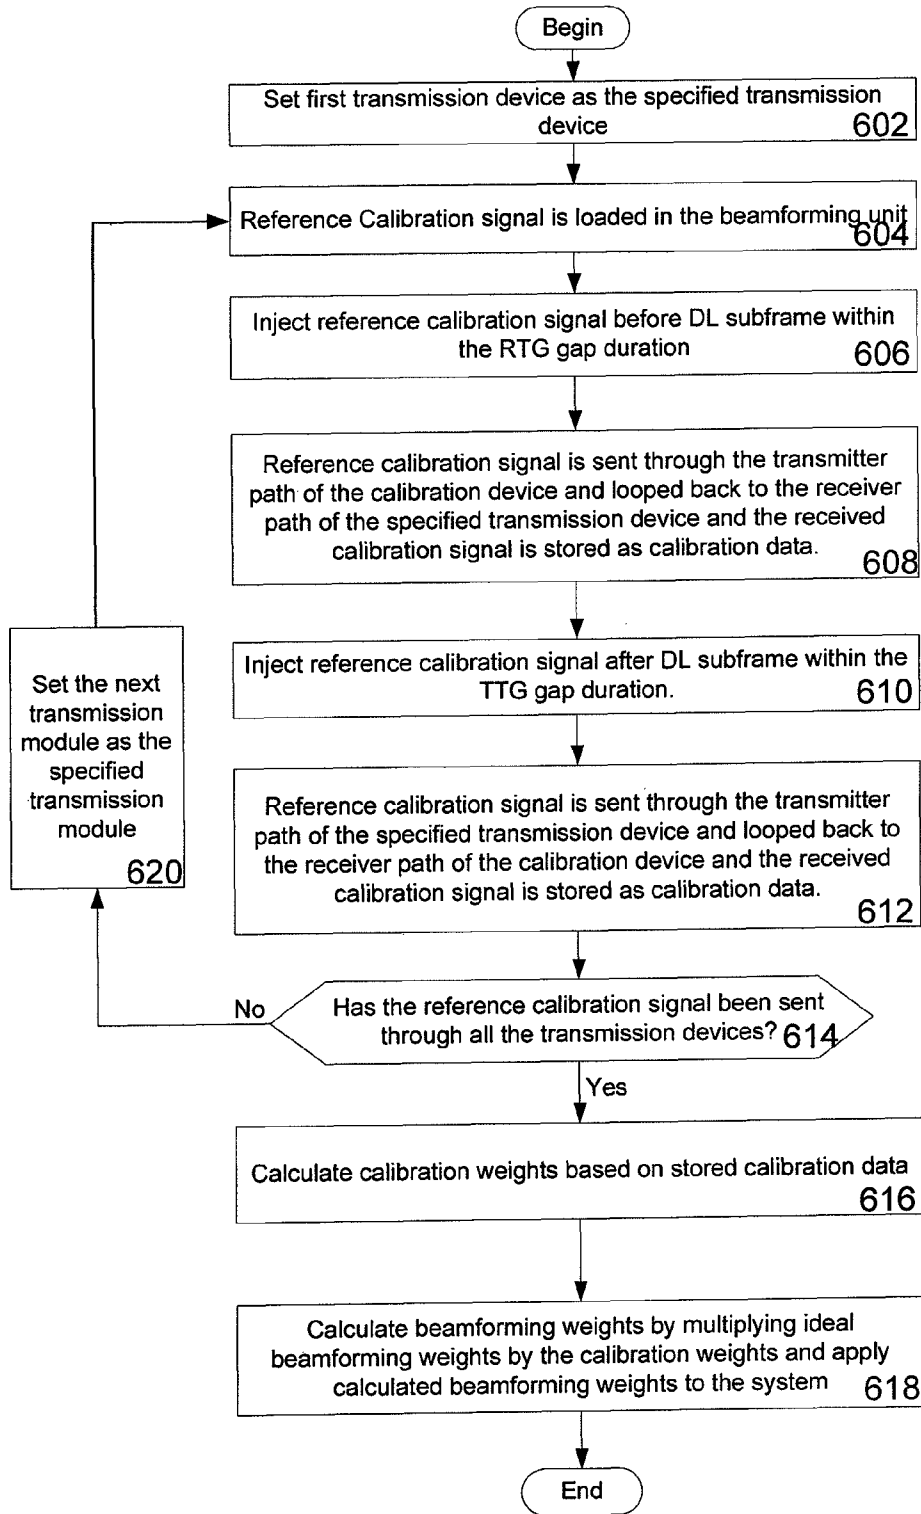 Begin
Set first transmission device as the specified transmission
device
602
Reference Calibration signal is loaded in the beamforming unit
604
Inject reference calibration signal before DL subframe within
the RTG gap duration
606
Reference calibration signal is sent through the transmitter
path of the calibration device and looped back to the receiver
path of the specified transmission device and the received
calibration signal is stored as calibration data.
608
Inject reference calibration signal after DL subframe within the
TTG gap duration.
610
Set the next
transmission
module as the
specified
transmission
module
620
Reference calibration signal is sent through the transmitter
path of the specified transmission device and looped back to
the receiver path of the calibration device and the received
calibration signal is stored as calibration data.
612
No
Has the reference calibration signal been sent
through all the transmission devices?
614
Yes
Calculate calibration weights based on stored calibration data
616
Calculate beamforming weights by multiplying ideal
beamforming weights by the calibration weights and apply
calculated beamforming weights to the system
618
End